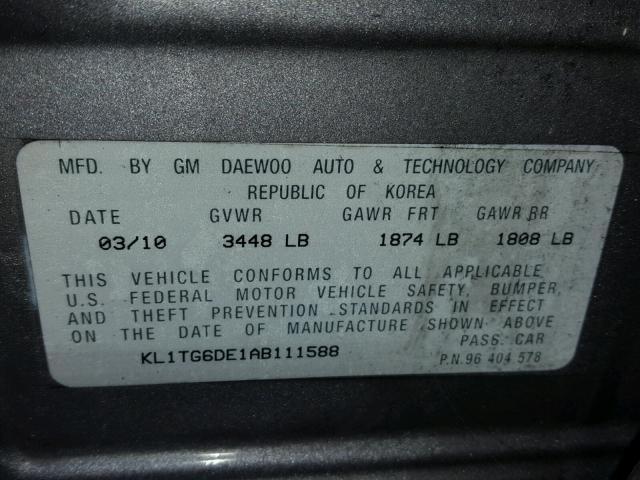 MFD. BY GM DAEWOO AUTO & TECHNOLOGY COMPANY
REPUBLIC OF KOREA
DATE GVWR GAWR FRT GAWR RR
03/10 3448 LB 1874 LB 1808 LB
THIS VEHICLE CONFORMS TO ALL APPLICABLE
U.S. FEDERAL MOTOR VEHICLE SAFETY, BUMPER,
AND THEFT PREVENTION STANDARDS IN EFFECT
ON THE DATE OF MANUFACTURE SHOWN ABOVE
PASS. CAR
KL1TG6DE1AB111588 P.N.96 404 578